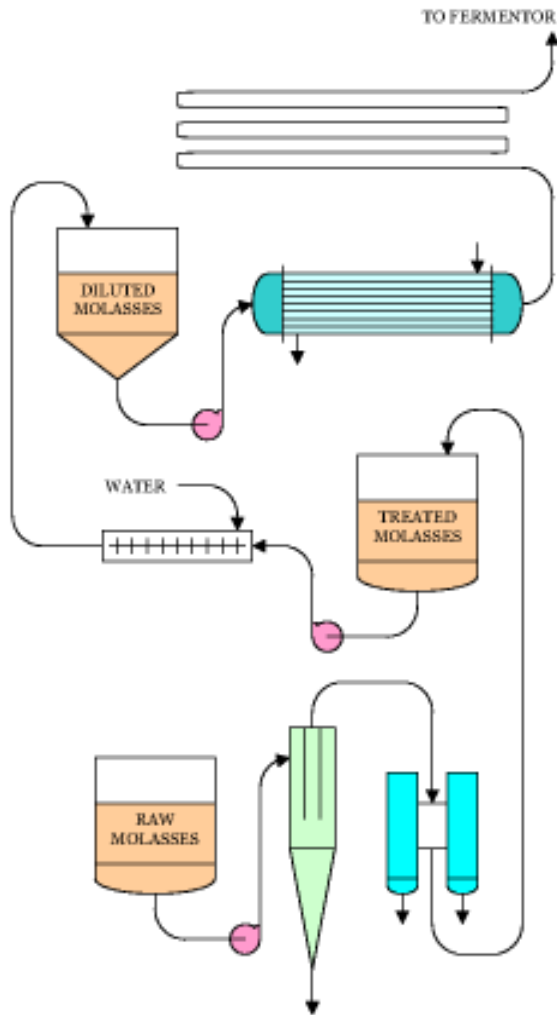 TO FERMENTOR
DILUTED
MOLASSES
WATER
TREATED
MOLASSES
RAW
MOLASSES